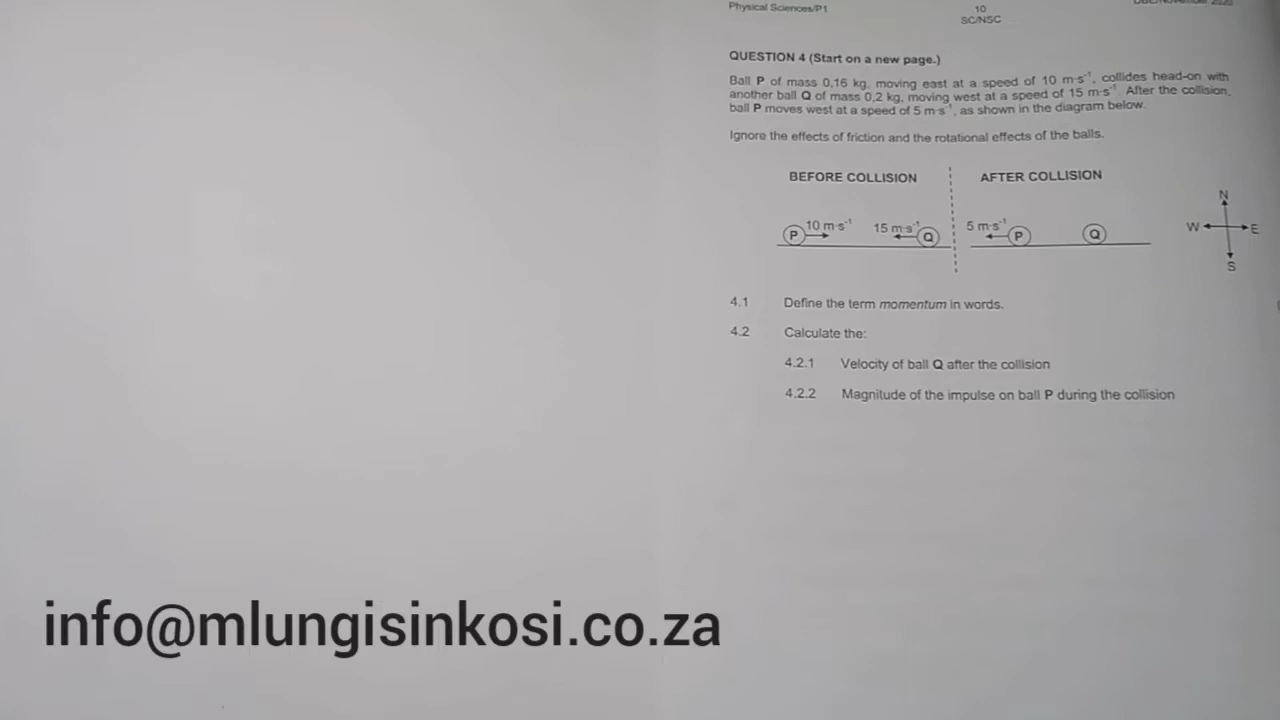 Physical Sciences/P1
10
SC/NSC
QUESTION 4 (Start on a new page.)
Ball P of mass 0,16 kg, moving east at a speed of 10 m·s⁻¹, collides head-on with
another ball Q of mass 0,2 kg, moving west at a speed of 15 m·s⁻¹. After the collision,
ball P moves west at a speed of 5 m·s⁻¹, as shown in the diagram below.
Ignore the effects of friction and the rotational effects of the balls.
BEFORE COLLISION
AFTER COLLISION
N
P 10 m·s⁻¹ 15 m·s⁻¹ Q 5 m·s⁻¹ P Q
W E
S
4.1 Define the term momentum in words.
4.2 Calculate the:
4.2.1 Velocity of ball Q after the collision
4.2.2 Magnitude of the impulse on ball P during the collision
info@mlungisinkosi.co.za